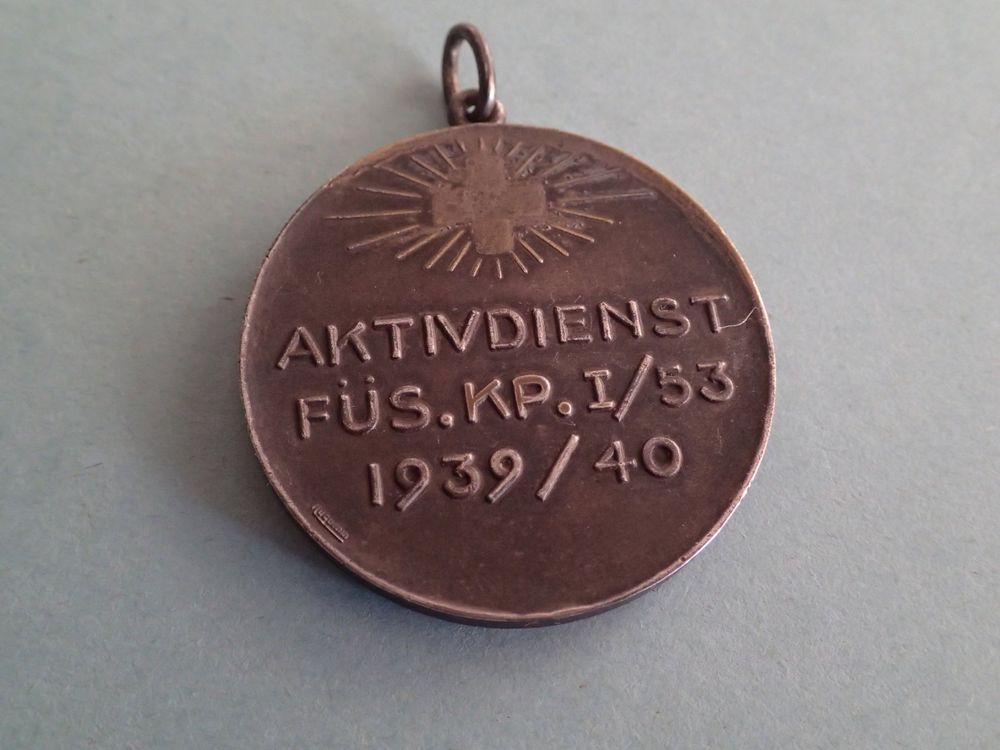 AKTIVDIENST
FÜS. KP. I/53
1939/40